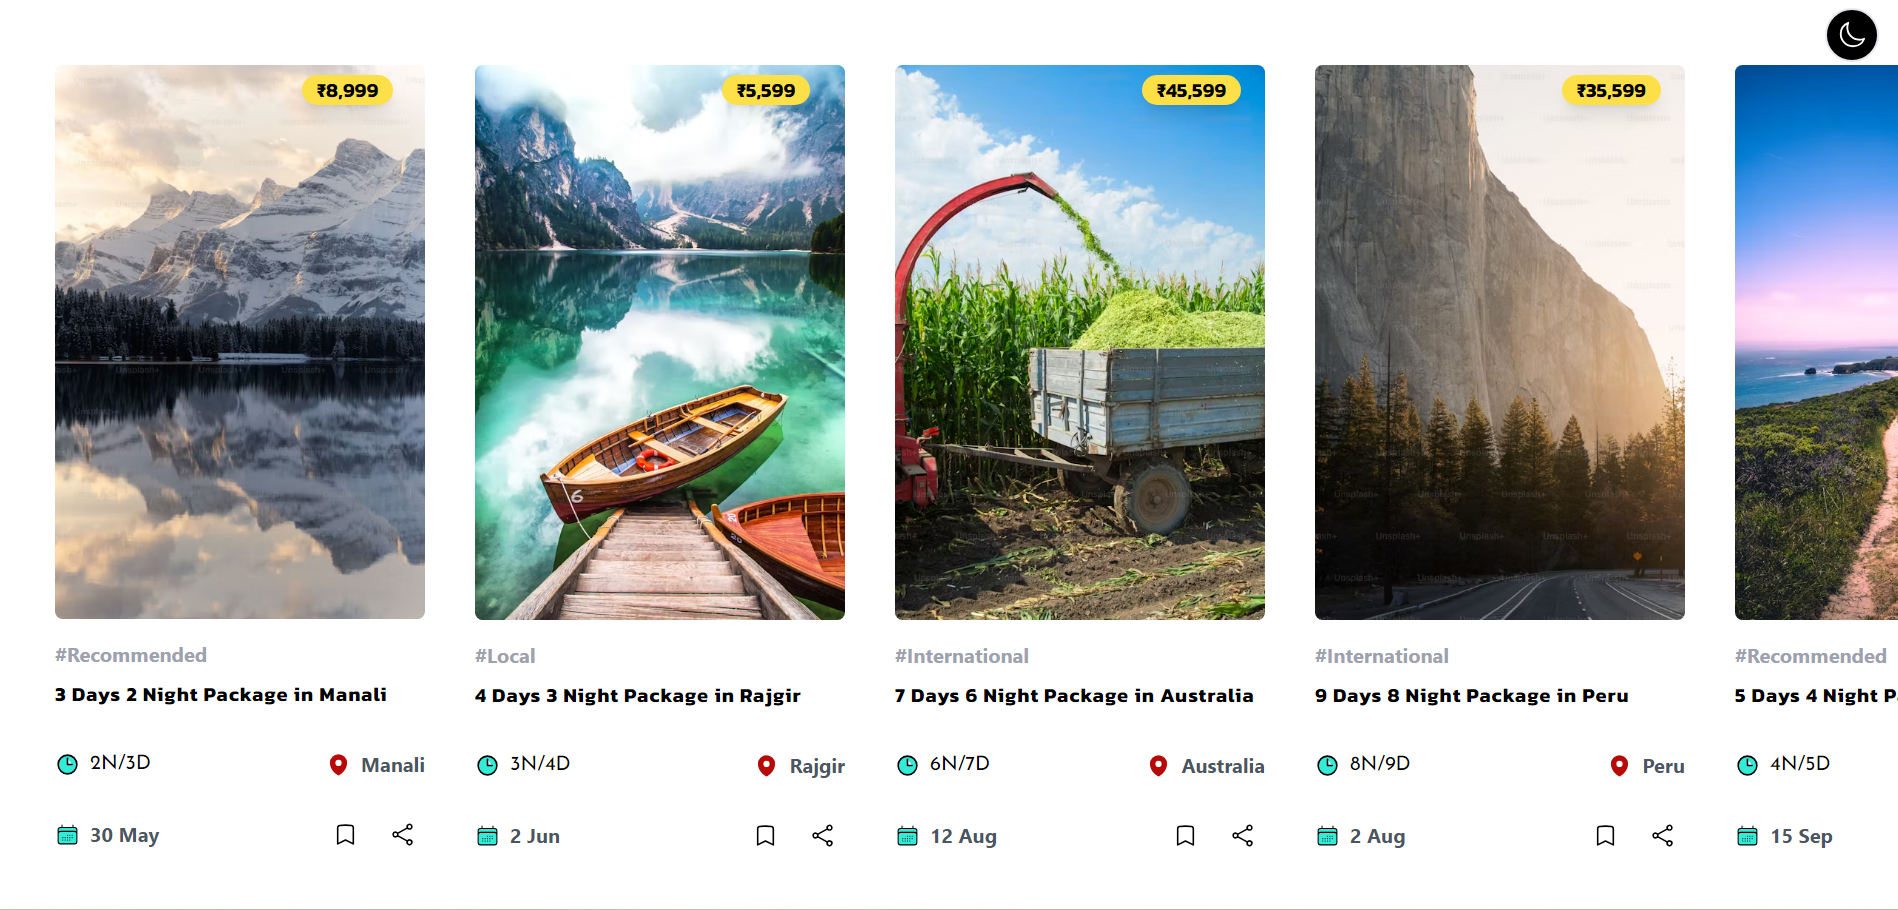 ₹8,999
#Recommended
3 Days 2 Night Package in Manali
2N/3D
Manali
30 May
₹5,599
6
#Local
4 Days 3 Night Package in Rajgir
3N/4D
Rajgir
2 Jun
₹45,599
#International
7 Days 6 Night Package in Australia
6N/7D
Australia
12 Aug
₹35,599
Unsplash+
#International
9 Days 8 Night Package in Peru
8N/9D
Peru
2 Aug
#Recommended
5 Days 4 Night
4N/5D
15 Sep